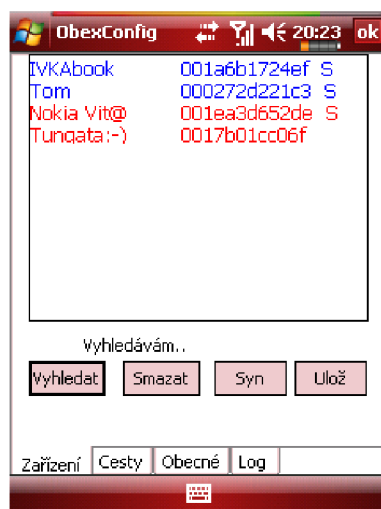 ObexConfig 20:23 ok
IVKAbook 001a6b1724ef S
Tom 000272d221c3 S
Nokia Vit@ 001ea3d652de S
Tungata:-) 0017b01cc06f
Vyhledávám..
Vyhledat Smazat Syn Ulož
Zařízení Cesty Obecné Log